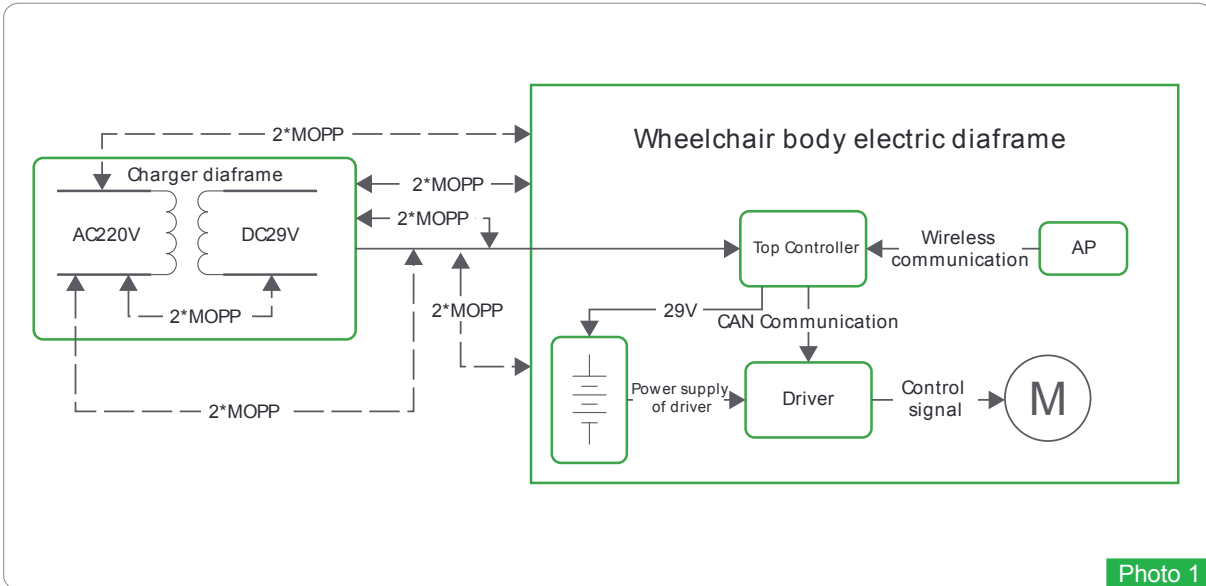 2*MOPP
Wheelchair body electric diaframe
Charger diaframe
2*MOPP
2*MOPP
AC220V
DC29V
Top Controller
Wireless
communication
AP
2*MOPP
2*MOPP
29V
CAN Communication
Power supply
of driver
Driver
Control
signal
M
2*MOPP
Photo 1